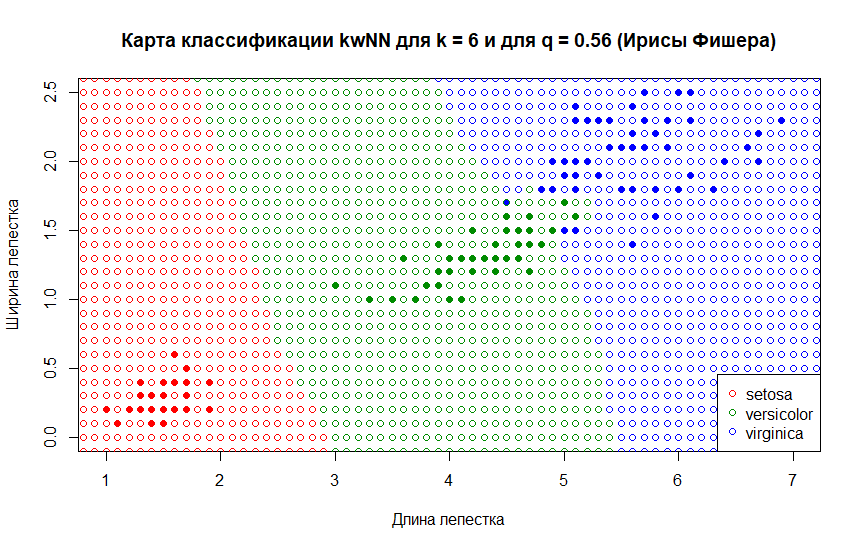 Карта классификации kwNN для k = 6 и для q = 0.56 (Ирисы Фишера)
Ширина лепестка
2.5
2.0
1.5
1.0
0.5
0.0
setosa
versicolor
virginica
1 2 3 4 5 6 7
Длина лепестка